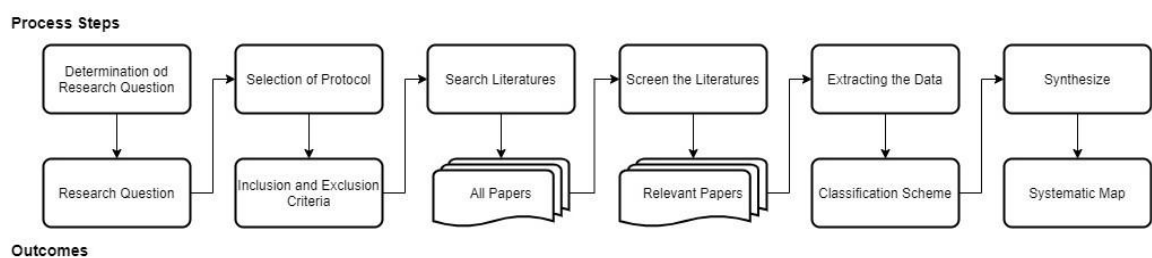 Process Steps
Determination od
Research Question
Selection of Protocol
Search Literatures
Screen the Literatures
Extracting the Data
Synthesize
Research Question
Inclusion and Exclusion
Criteria
All Papers
Relevant Papers
Classification Scheme
Systematic Map
Outcomes